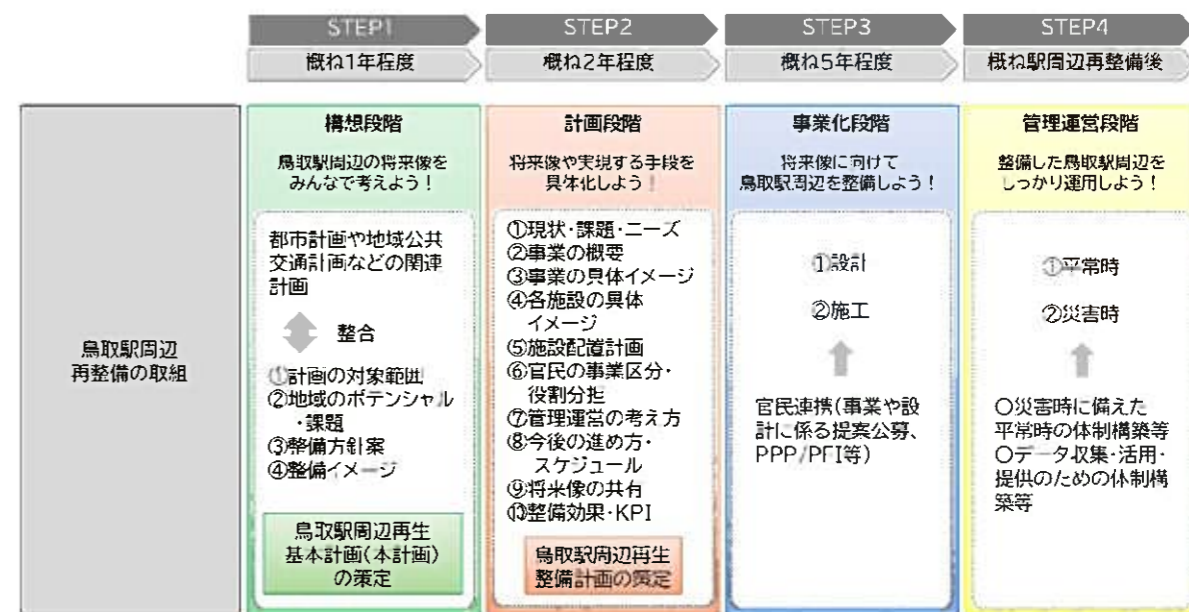 STEP1
STEP2
STEP3
STEP4
概ね1年程度
概ね2年程度
概ね5年程度
概ね駅周辺再整備後
鳥取駅周辺
再整備の取組
構想段階
鳥取駅周辺の将来像を
みんなで考えよう！
都市計画や地域公共
交通計画などの関連
計画
整合
①計画の対象範囲
②地域のポテンシャル
・課題
③整備方針案
④整備イメージ
鳥取駅周辺再生
基本計画(本計画)
の策定
計画段階
将来像や実現する手段を
具体化しよう！
①現状・課題・ニーズ
②事業の概要
③事業の具体イメージ
④各施設の具体
イメージ
⑤施設配置計画
⑥官民の事業区分・
役割分担
⑦管理運営の考え方
⑧今後の進め方・
スケジュール
⑨将来像の共有
⑩整備効果・KPI
鳥取駅周辺再生
整備計画の策定
事業化段階
将来像に向けて
鳥取駅周辺を整備しよう！
①設計
②施工
官民連携(事業や設
計に係る提案公募、
PPP/PFI等)
管理運営段階
整備した鳥取駅周辺を
しっかり運用しよう！
①平常時
②災害時
〇災害時に備えた
平常時の体制構築等
〇データ収集・活用・
提供のための体制構
築等